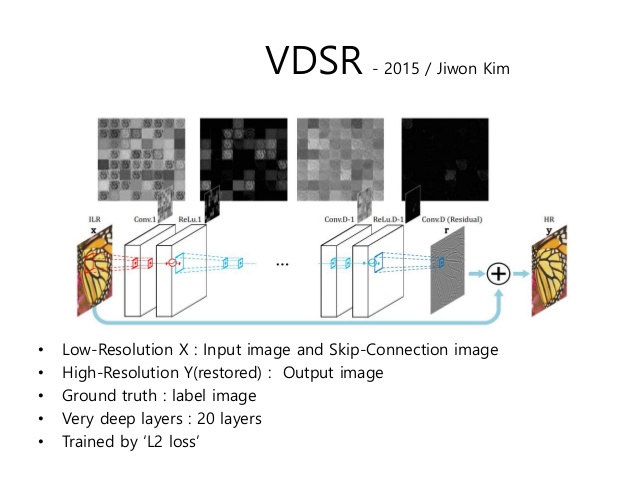 VDSR - 2015 / Jiwon Kim
ILR
x
Conv.1
ReLu.1
Conv.D-1
ReLU.D-1
Conv.D (Residual)
r
HR
y
...
• Low-Resolution X : Input image and Skip-Connection image
• High-Resolution Y(restored) : Output image
• Ground truth : label image
• Very deep layers : 20 layers
• Trained by ‘L2 loss’